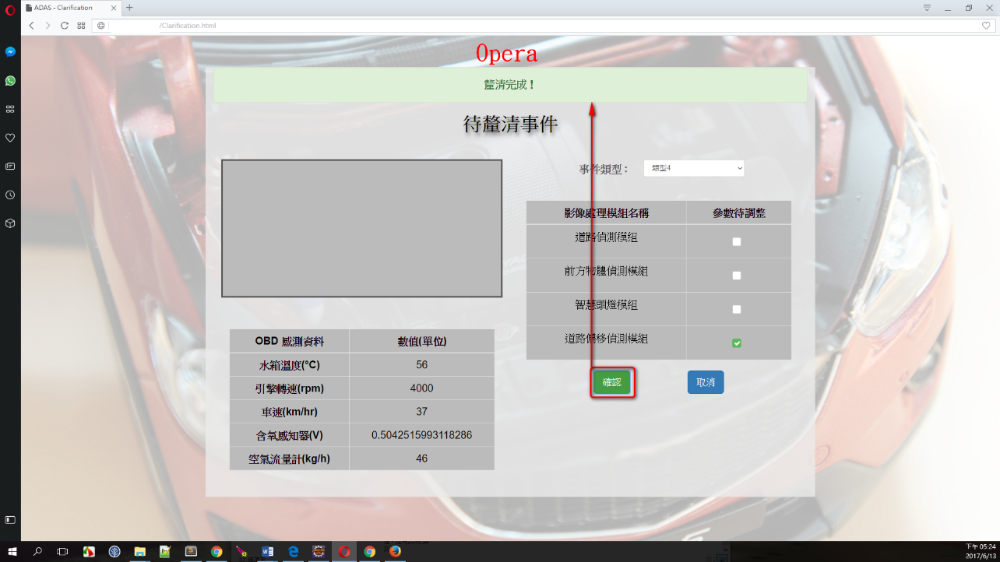 ADAS - Clarification
/Clarification.html
Opera
釐清完成！
待釐清事件
事件類型：
類型4
影像處理模組名稱 參數待調整
道路偵測模組
前方物體偵測模組
智慧頭燈模組
道路偏移偵測模組
確認 取消
OBD 感測資料 數值(單位)
水箱溫度(°C) 56
引擎轉速(rpm) 4000
車速(km/hr) 37
含氧感知器(V) 0.5042515993118286
空氣流量計(kg/h) 46
下午 05:24
2017/6/13